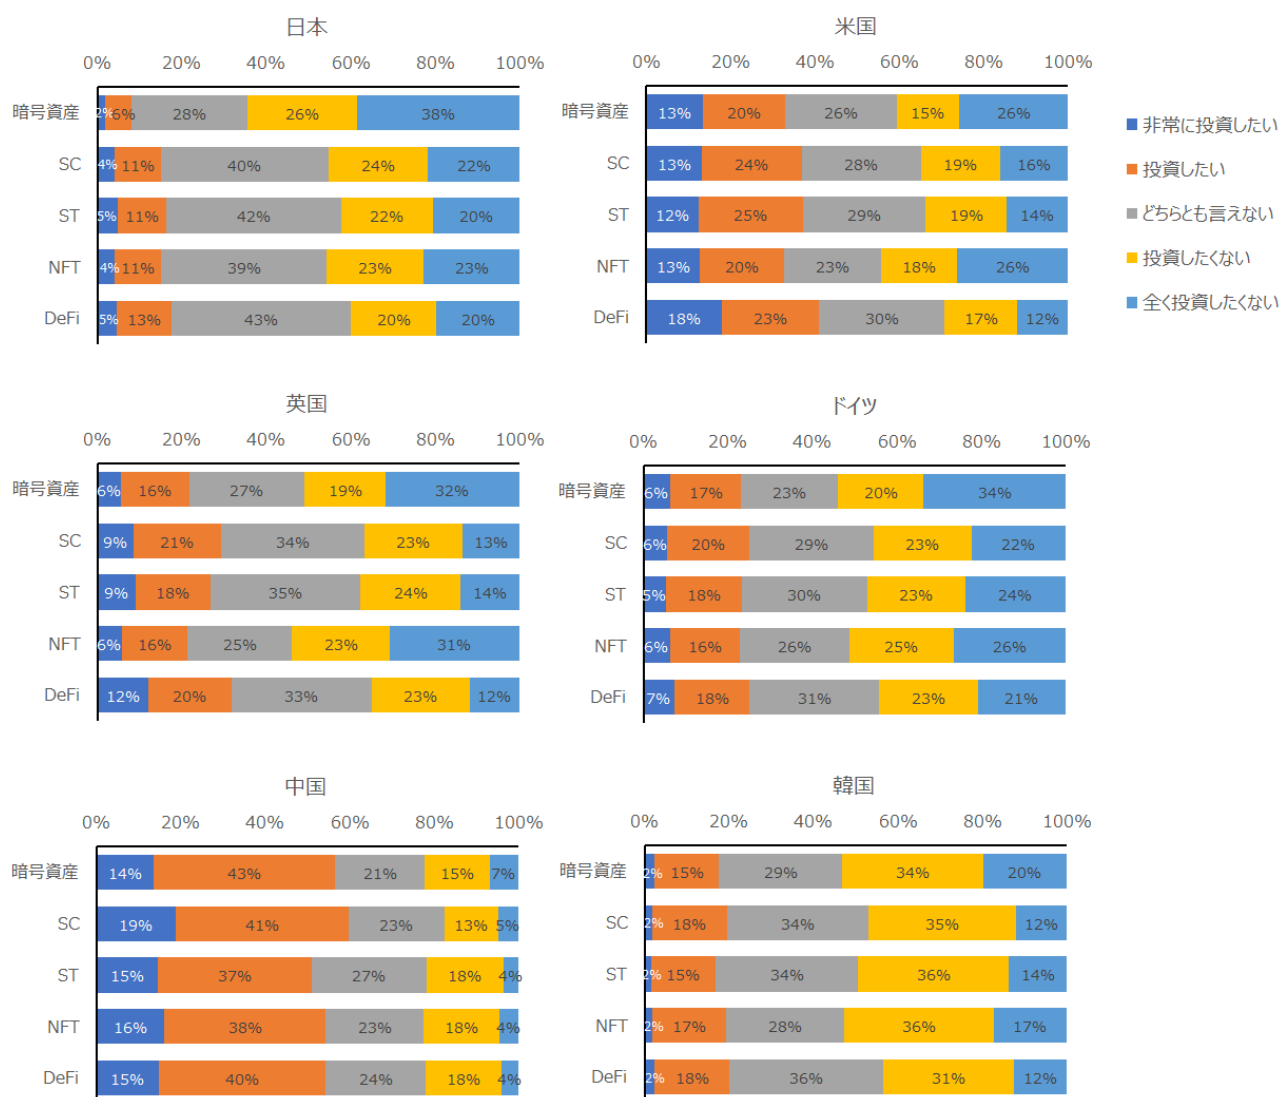 日本
0% 20% 40% 60% 80% 100%
暗号資産 2% 6% 28% 26% 38%
SC 4% 11% 40% 24% 22%
ST 5% 11% 42% 22% 20%
NFT 4% 11% 39% 23% 23%
DeFi 5% 13% 43% 20% 20%
米国
0% 20% 40% 60% 80% 100%
暗号資産 13% 20% 26% 15% 26%
SC 13% 24% 28% 19% 16%
ST 12% 25% 29% 19% 14%
NFT 13% 20% 23% 18% 26%
DeFi 18% 23% 30% 17% 12%
非常に投資したい
投資したい
どちらとも言えない
投資したくない
全く投資したくない
英国
0% 20% 40% 60% 80% 100%
暗号資産 6% 16% 27% 19% 32%
SC 9% 21% 34% 23% 13%
ST 9% 18% 35% 24% 14%
NFT 6% 16% 25% 23% 31%
DeFi 12% 20% 33% 23% 12%
ドイツ
0% 20% 40% 60% 80% 100%
暗号資産 6% 17% 23% 20% 34%
SC 6% 20% 29% 23% 22%
ST 5% 18% 30% 23% 24%
NFT 6% 16% 26% 25% 26%
DeFi 7% 18% 31% 23% 21%
中国
0% 20% 40% 60% 80% 100%
暗号資産 14% 43% 21% 15% 7%
SC 19% 41% 23% 13% 5%
ST 15% 37% 27% 18% 4%
NFT 16% 38% 23% 18% 4%
DeFi 15% 40% 24% 18% 4%
韓国
0% 20% 40% 60% 80% 100%
暗号資産 2% 15% 29% 34% 20%
SC 2% 18% 34% 35% 12%
ST 2% 15% 34% 36% 14%
NFT 2% 17% 28% 36% 17%
DeFi 2% 18% 36% 31% 12%